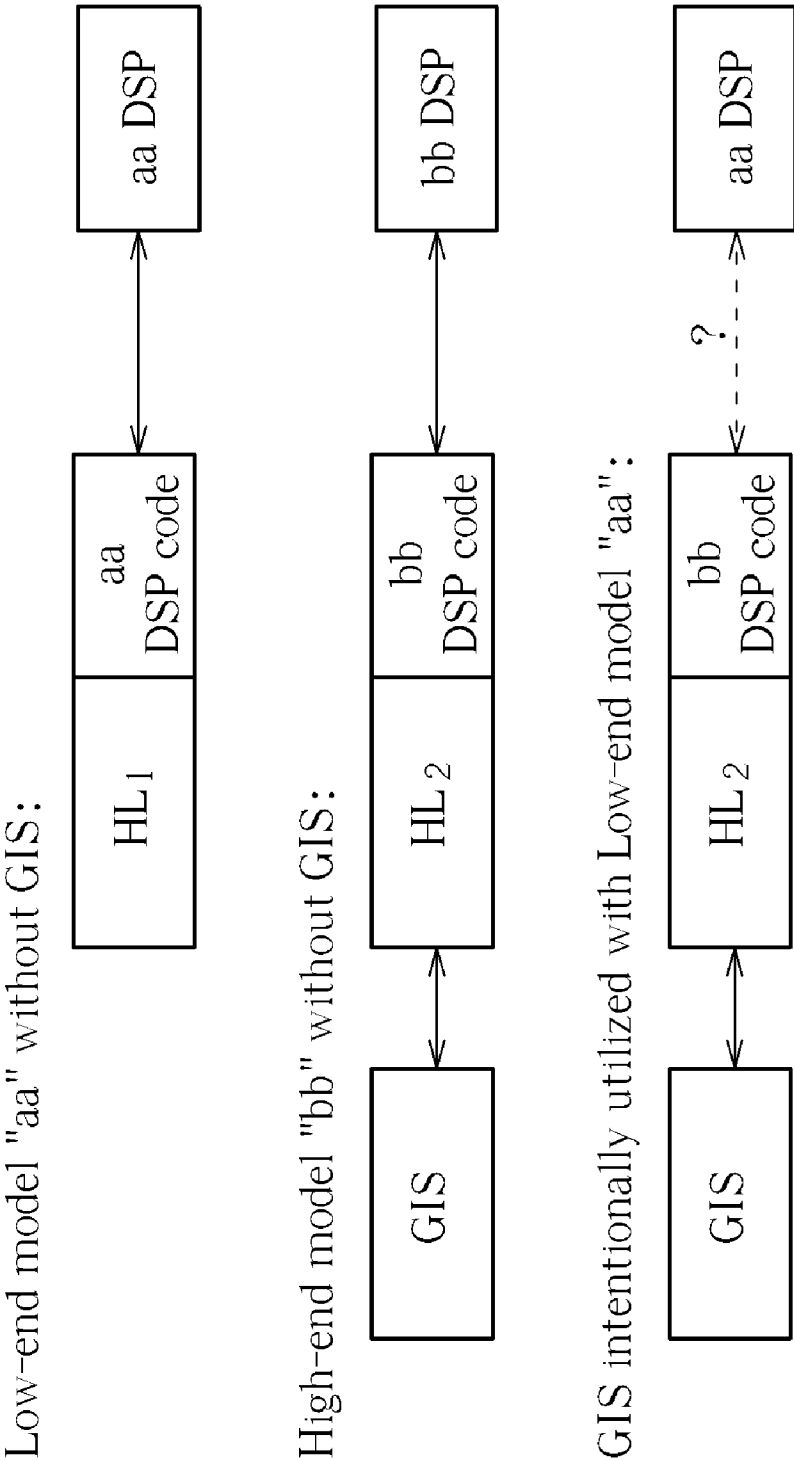 Low-end model "aa" without GIS:
HL1
aa
DSP code
aa DSP
High-end model "bb" without GIS:
GIS
HL2
bb
DSP code
bb DSP
GIS intentionally utilized with Low-end model "aa":
GIS
HL2
bb
DSP code
?
aa DSP